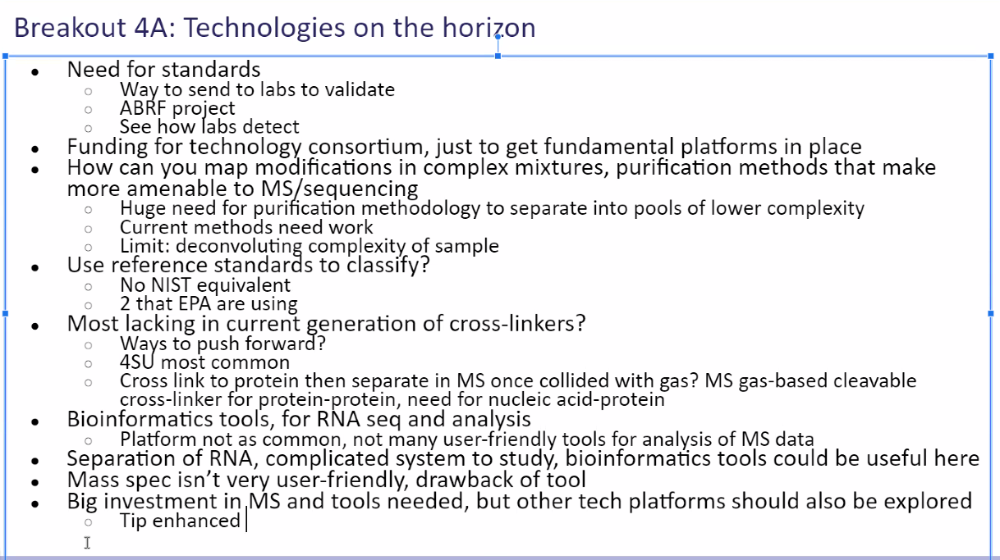 Breakout 4A: Technologies on the horizon
● Need for standards
○ Way to send to labs to validate
○ ABRF project
○ See how labs detect
● Funding for technology consortium, just to get fundamental platforms in place
● How can you map modifications in complex mixtures, purification methods that make
more amenable to MS/sequencing
○ Huge need for purification methodology to separate into pools of lower complexity
○ Current methods need work
○ Limit: deconvoluting complexity of sample
● Use reference standards to classify?
○ No NIST equivalent
○ 2 that EPA are using
● Most lacking in current generation of cross-linkers?
○ Ways to push forward?
○ 4SU most common
○ Cross link to protein then separate in MS once collided with gas? MS gas-based cleavable
cross-linker for protein-protein, need for nucleic acid-protein
● Bioinformatics tools, for RNA seq and analysis
○ Platform not as common, not many user-friendly tools for analysis of MS data
● Separation of RNA, complicated system to study, bioinformatics tools could be useful here
● Mass spec isn’t very user-friendly, drawback of tool
● Big investment in MS and tools needed, but other tech platforms should also be explored
○ Tip enhanced